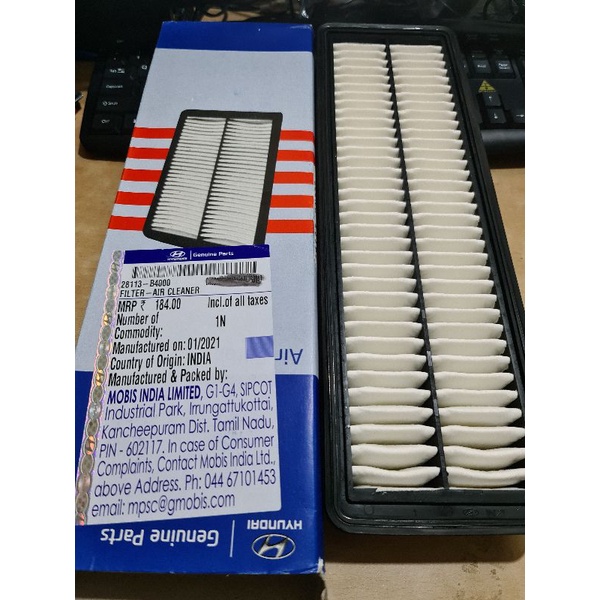 HYUNDAI
Genuine Parts
28113-B4000
FILTER-AIR CLEANER
MRP ₹ 184.00 Incl.of all taxes
Number of 1N
Commodity:
Manufactured on: 01/2021
Country of Origin: INDIA
Manufactured & Packed by:
MOBIS INDIA LIMITED, G1-G4, SIPCOT
Industrial Park, Irrungattukottai,
Kancheepuram Dist. Tamil Nadu,
PIN - 602117. In case of Consumer
Complaints, Contact Mobis India Ltd.,
above Address. Ph: 044 67101453
email: mpsc@gmobis.com
Air
Genuine Parts
HYUNDAI